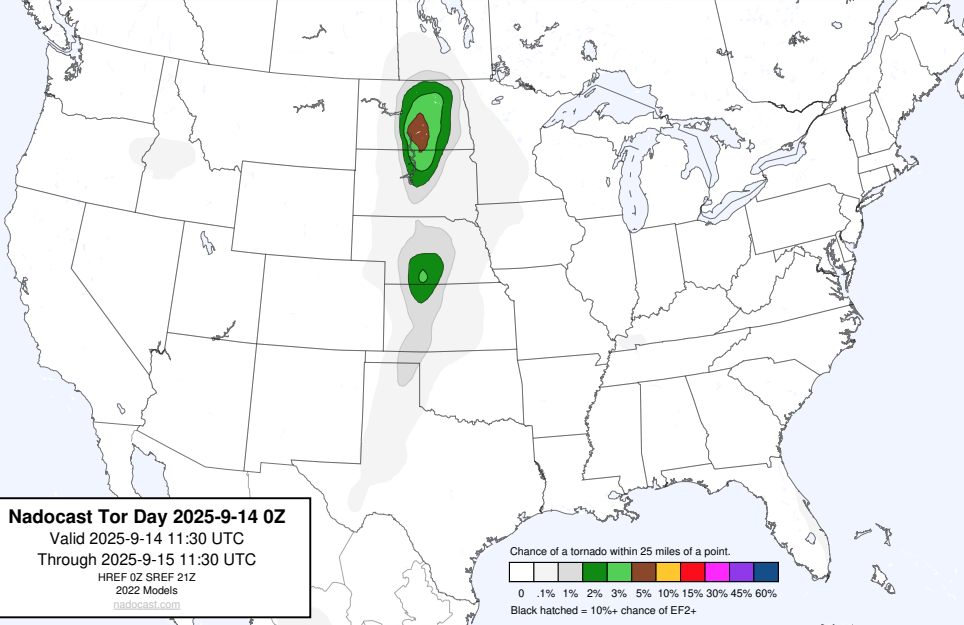 Nadocast Tor Day 2025-9-14 0Z
Valid 2025-9-14 11:30 UTC
Through 2025-9-15 11:30 UTC
HREF 0Z SREF 21Z
2022 Models
nadocast.com
Chance of a tornado within 25 miles of a point.
0 .1% 1% 2% 3% 5% 10% 15% 30% 45% 60%
Black hatched = 10%+ chance of EF2+